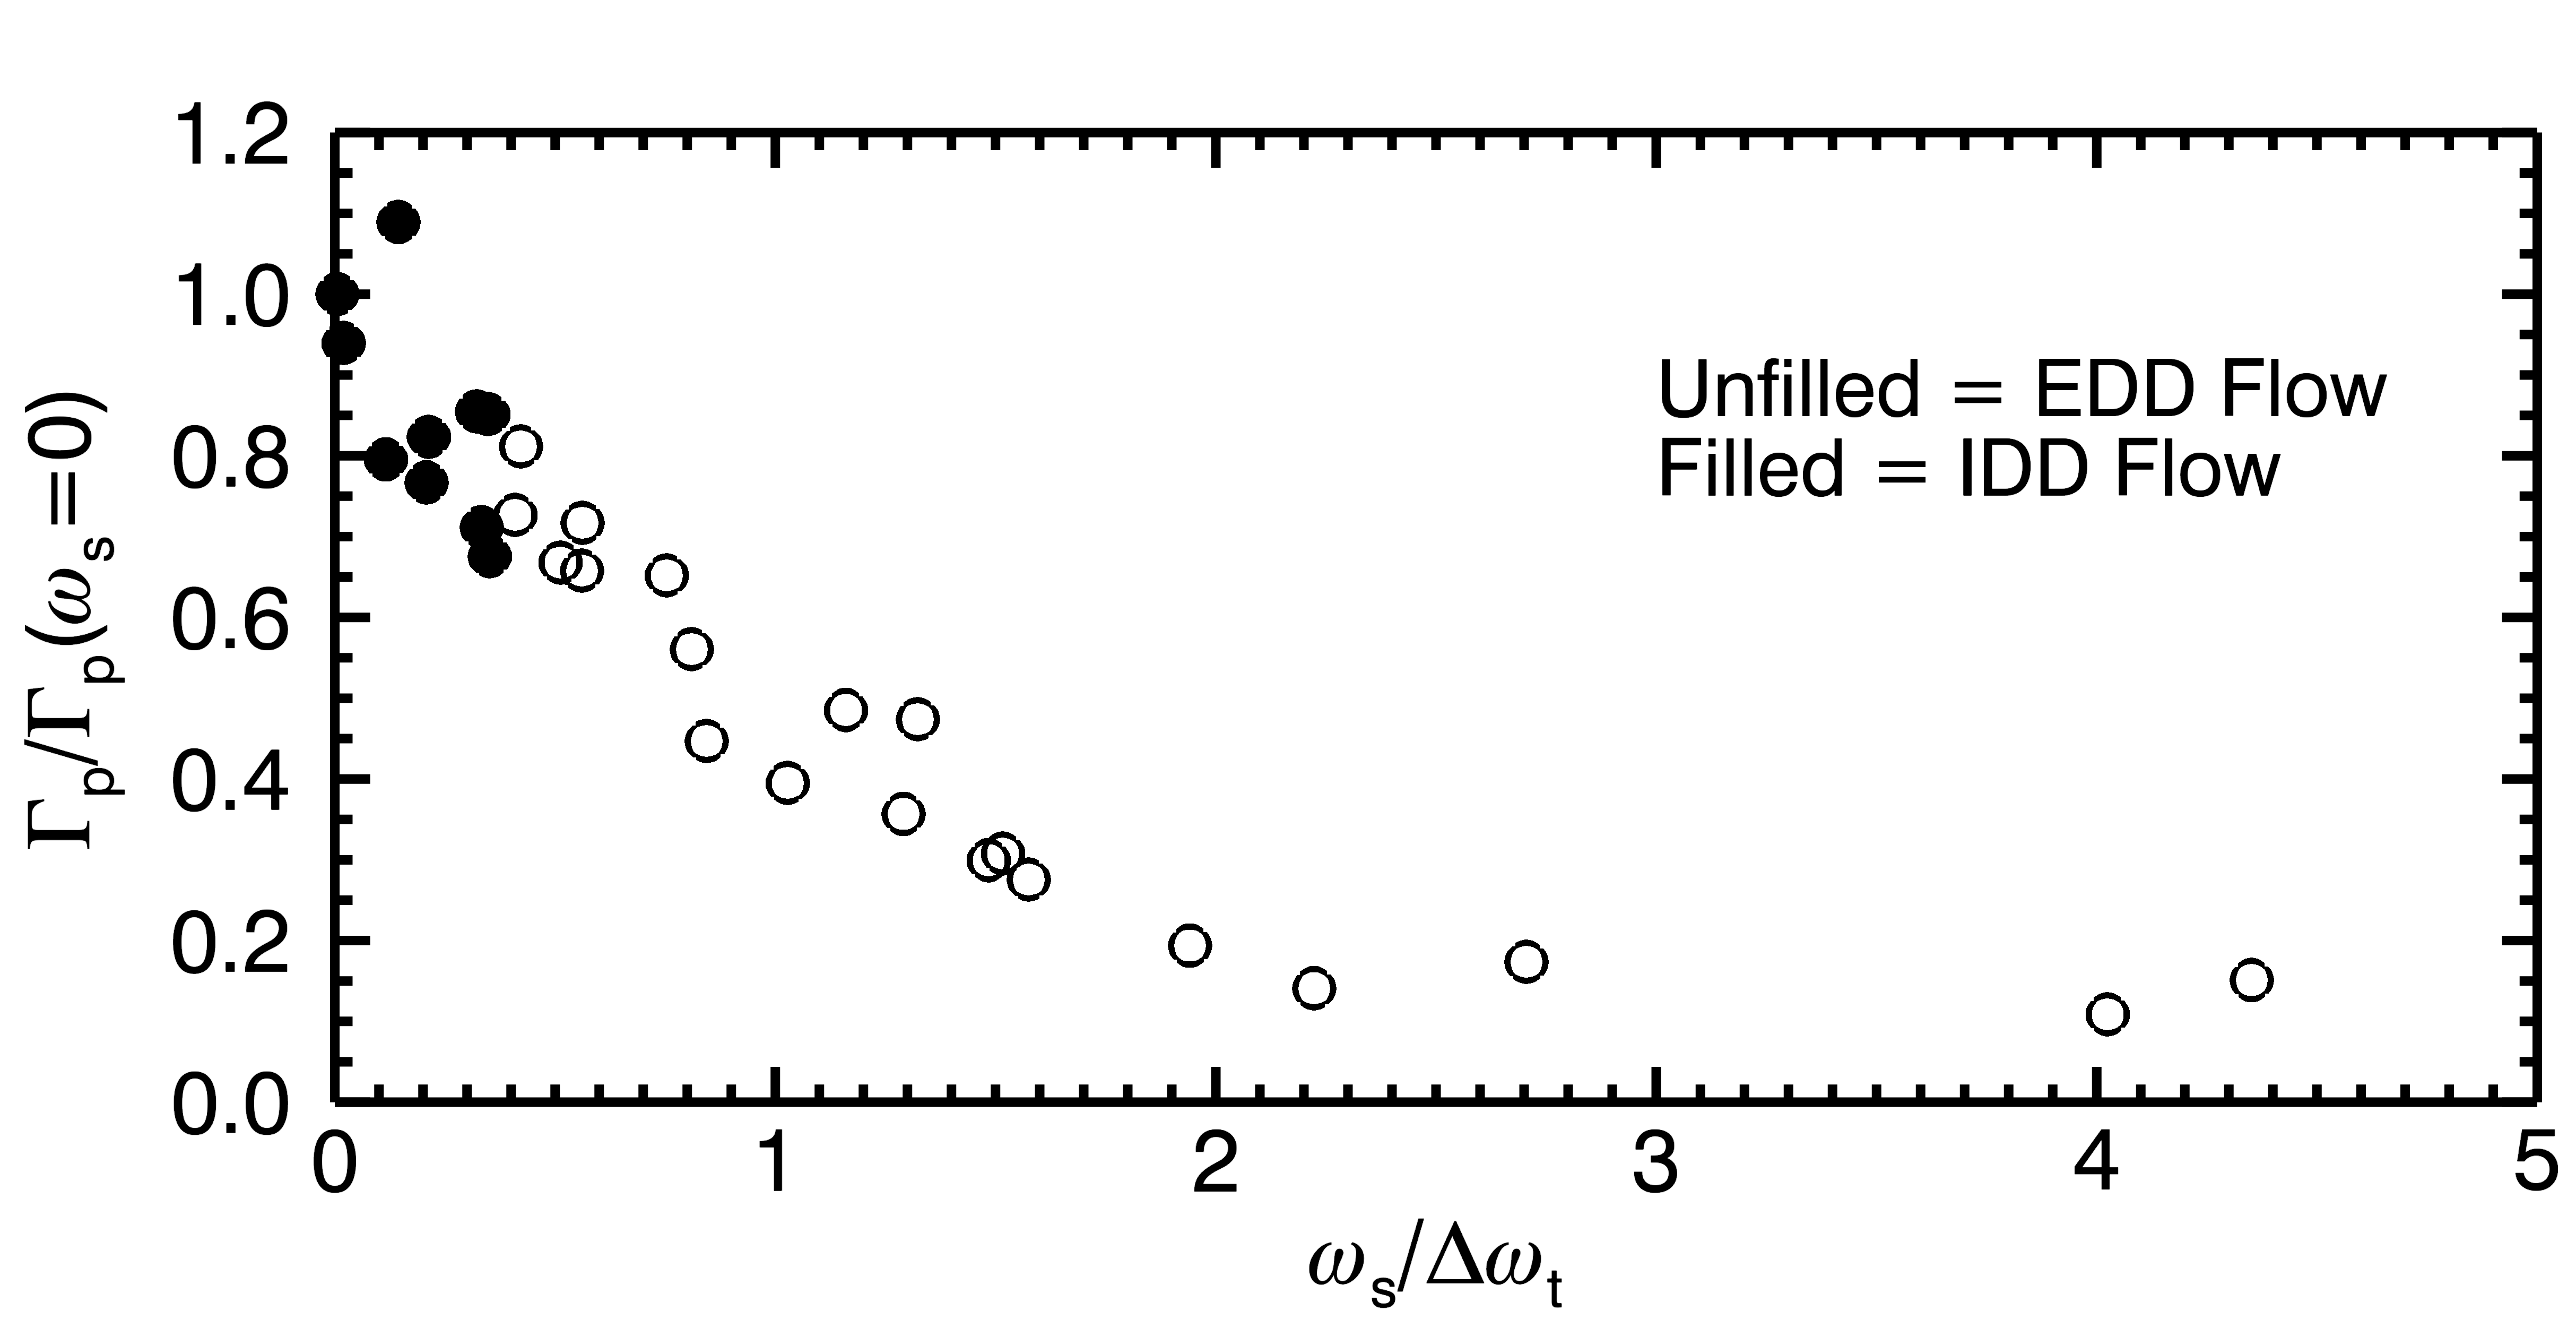 1.2
1.0
0.8
0.6
0.4
0.2
0.0
Γp/Γp(ωs=0)
Unfilled = EDD Flow
Filled = IDD Flow
0 1 2 3 4 5
ωs/Δωt